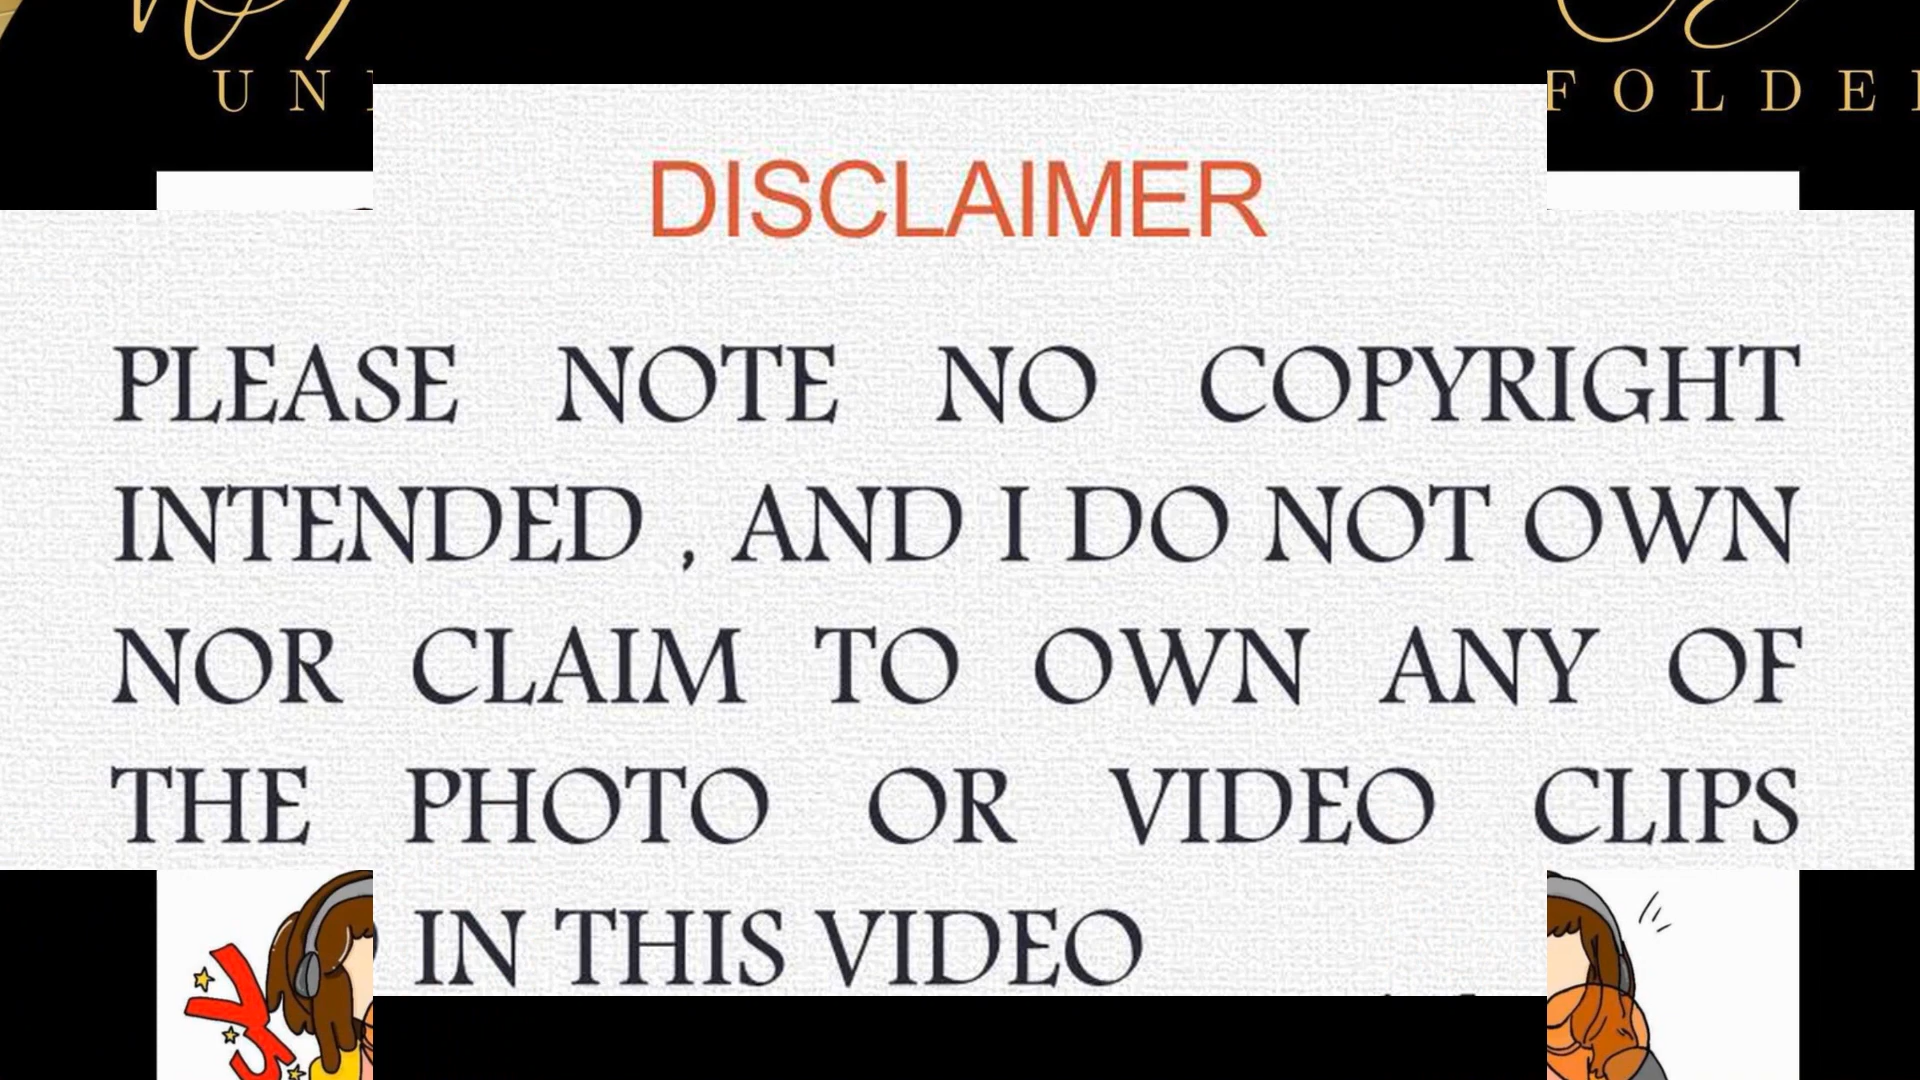 DISCLAIMER
PLEASE NOTE NO COPYRIGHT
INTENDED , AND I DO NOT OWN
NOR CLAIM TO OWN ANY OF
THE PHOTO OR VIDEO CLIPS
IN THIS VIDEO